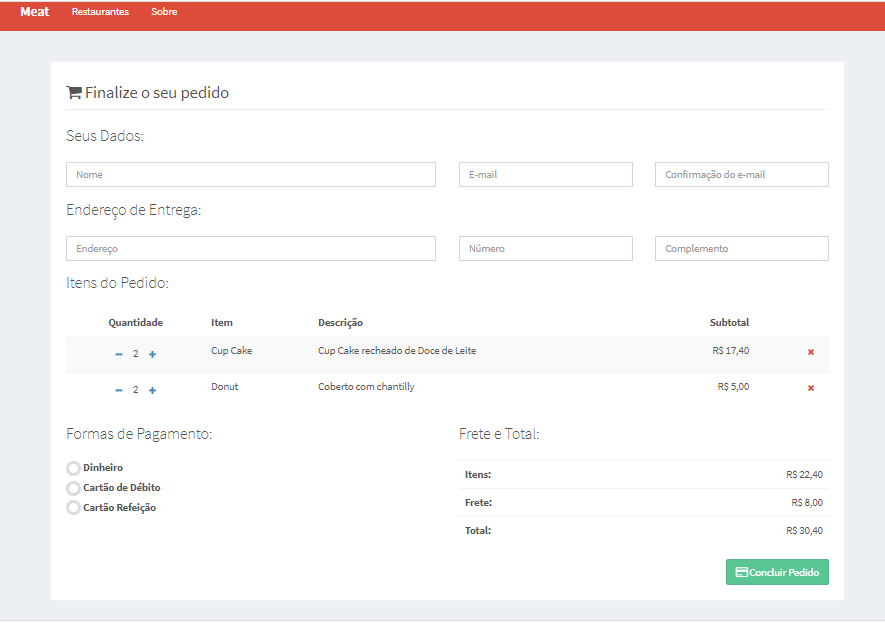 Meat Restaurantes Sobre
Finalize o seu pedido
Seus Dados:
Nome E-mail Confirmação do e-mail
Endereço de Entrega:
Endereço Número Complemento
Itens do Pedido:
Quantidade Item Descrição Subtotal
2 Cup Cake Cup Cake recheado de Doce de Leite R$ 17,40
2 Donut Coberto com chantilly R$ 5,00
Formas de Pagamento:
Dinheiro
Cartão de Débito
Cartão Refeição
Frete e Total:
Itens: R$ 22,40
Frete: R$ 8,00
Total: R$ 30,40
Concluir Pedido